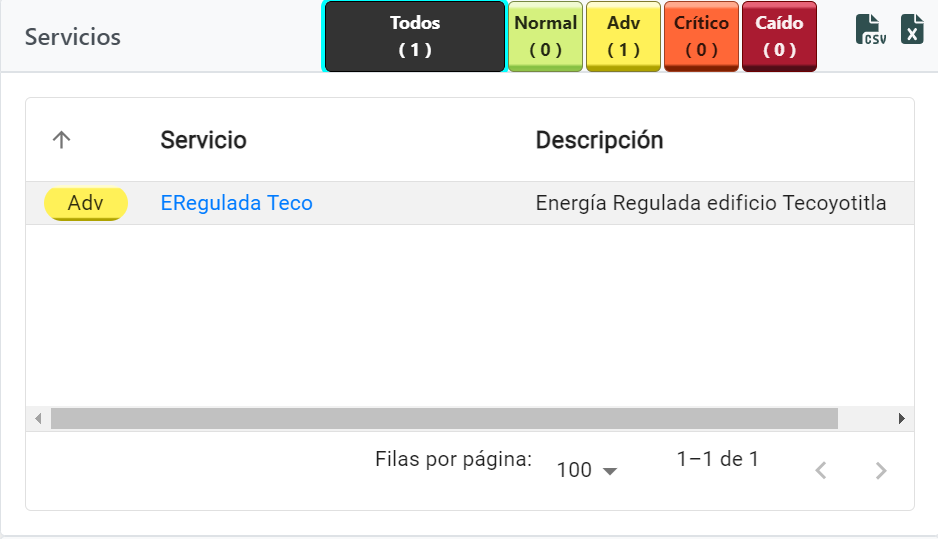 Servicios
Todos
( 1 )
Normal
( 0 )
Adv
( 1 )
Crítico
( 0 )
Caído
( 0 )
CSV
X
Servicio
Descripción
Adv
ERegulada Teco
Energía Regulada edificio Tecoyotitla
Filas por página:
100
1–1 de 1